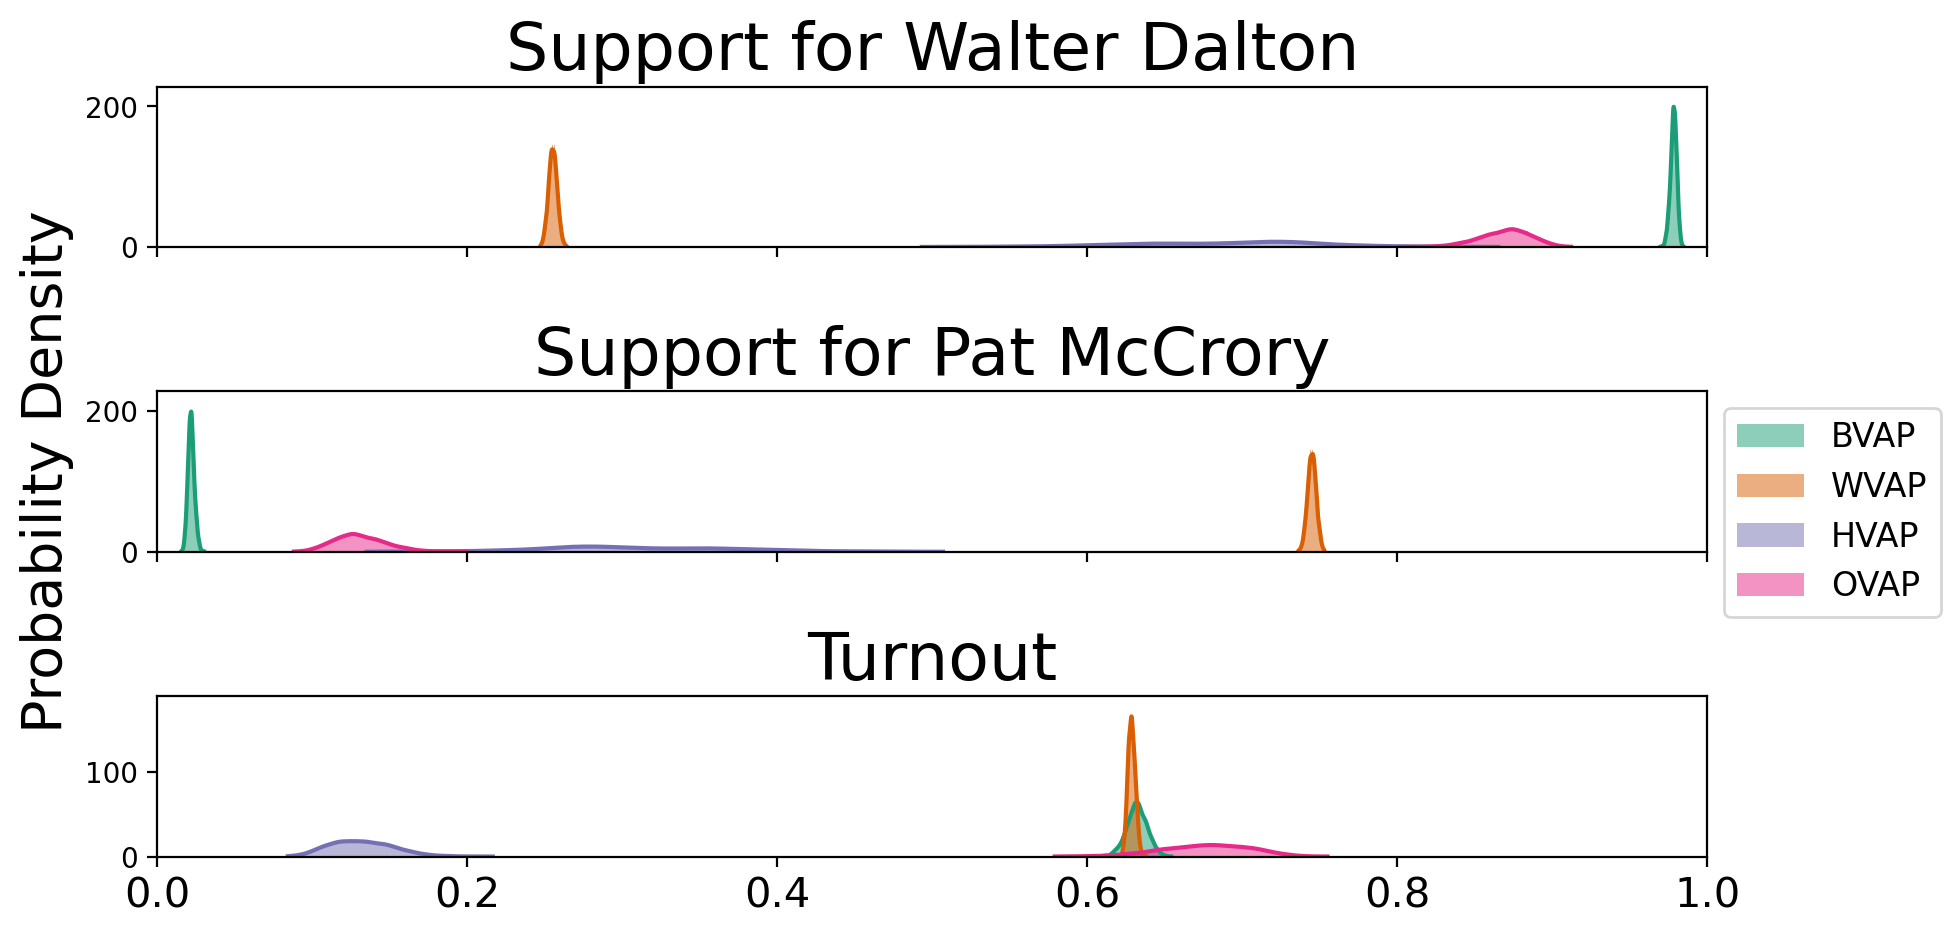 Support for Walter Dalton
200
0
Support for Pat McCrory
200
0
Probability Density
BVAP
WVAP
HVAP
OVAP
Turnout
100
0
0.0 0.2 0.4 0.6 0.8 1.0